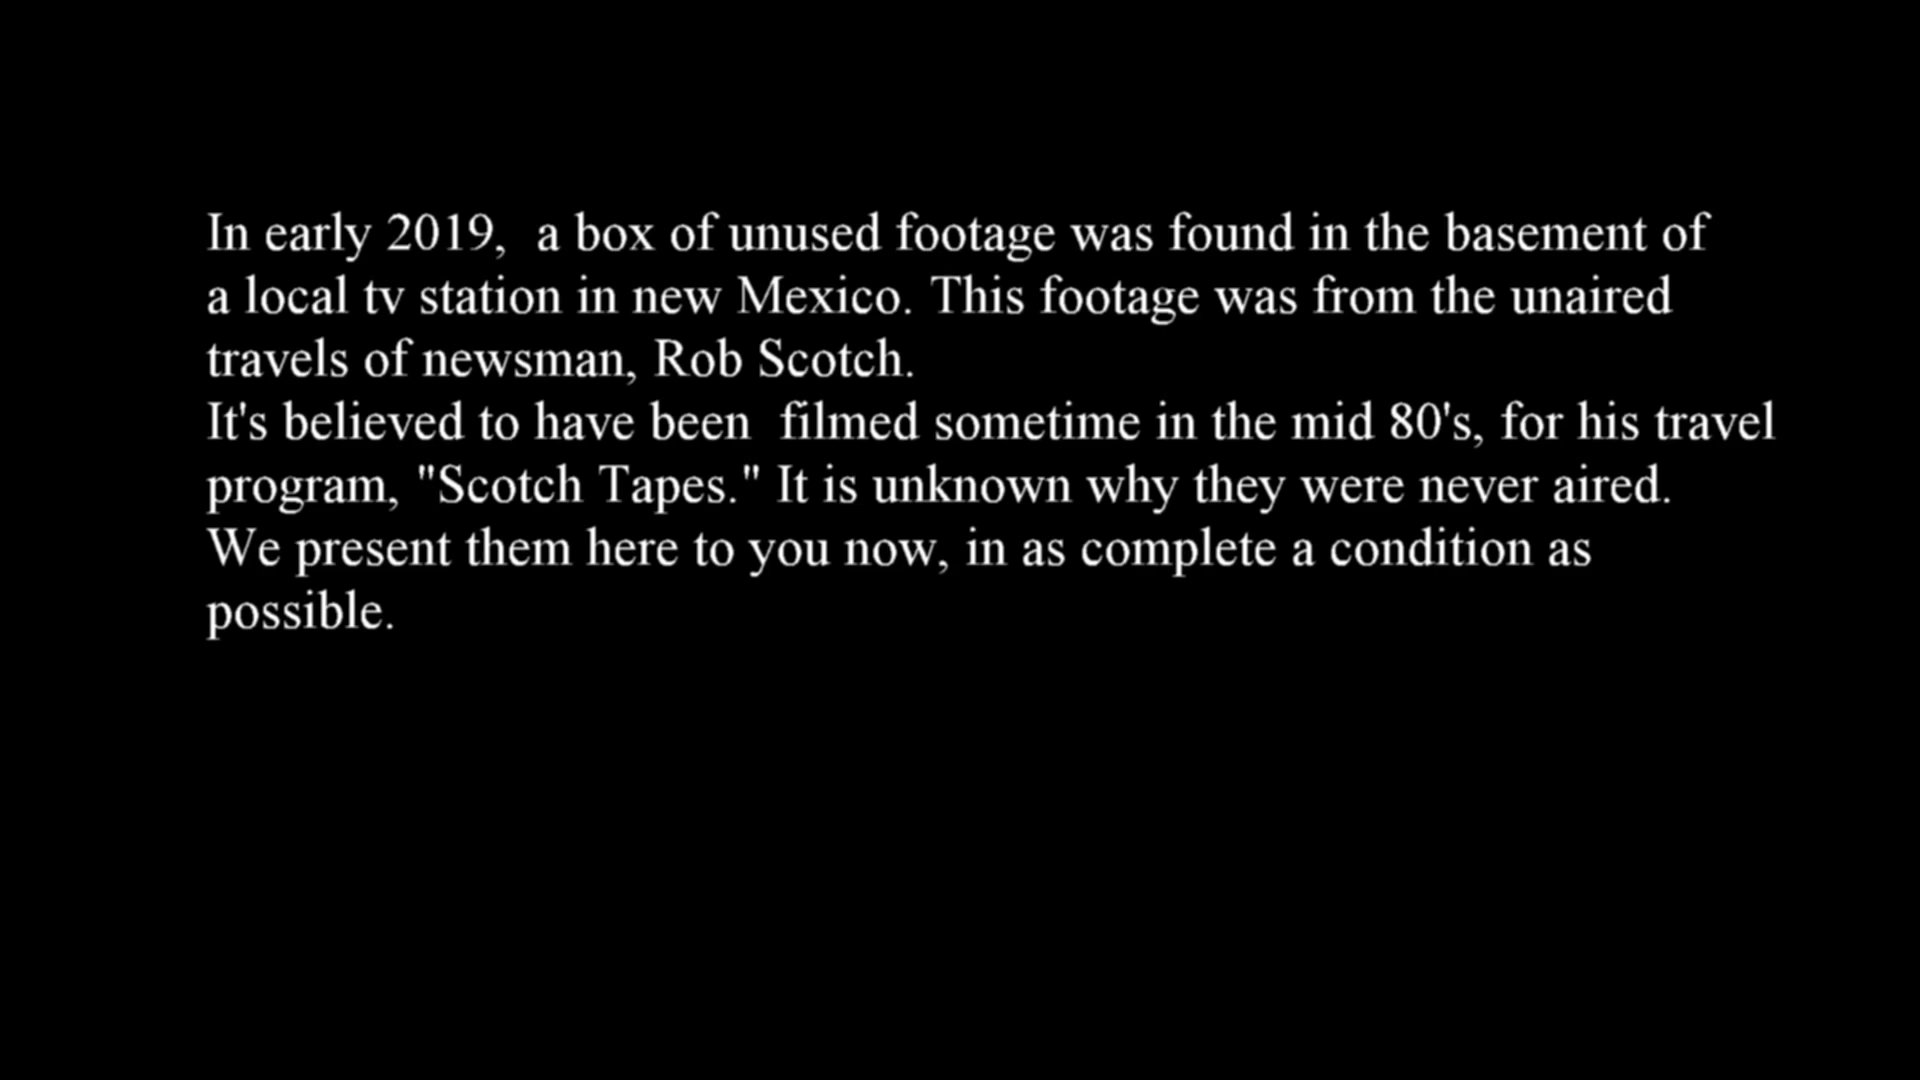 In early 2019,  a box of unused footage was found in the basement of
a local tv station in new Mexico. This footage was from the unaired
travels of newsman, Rob Scotch.
It's believed to have been  filmed sometime in the mid 80's, for his travel
program, "Scotch Tapes." It is unknown why they were never aired.
We present them here to you now, in as complete a condition as
possible.